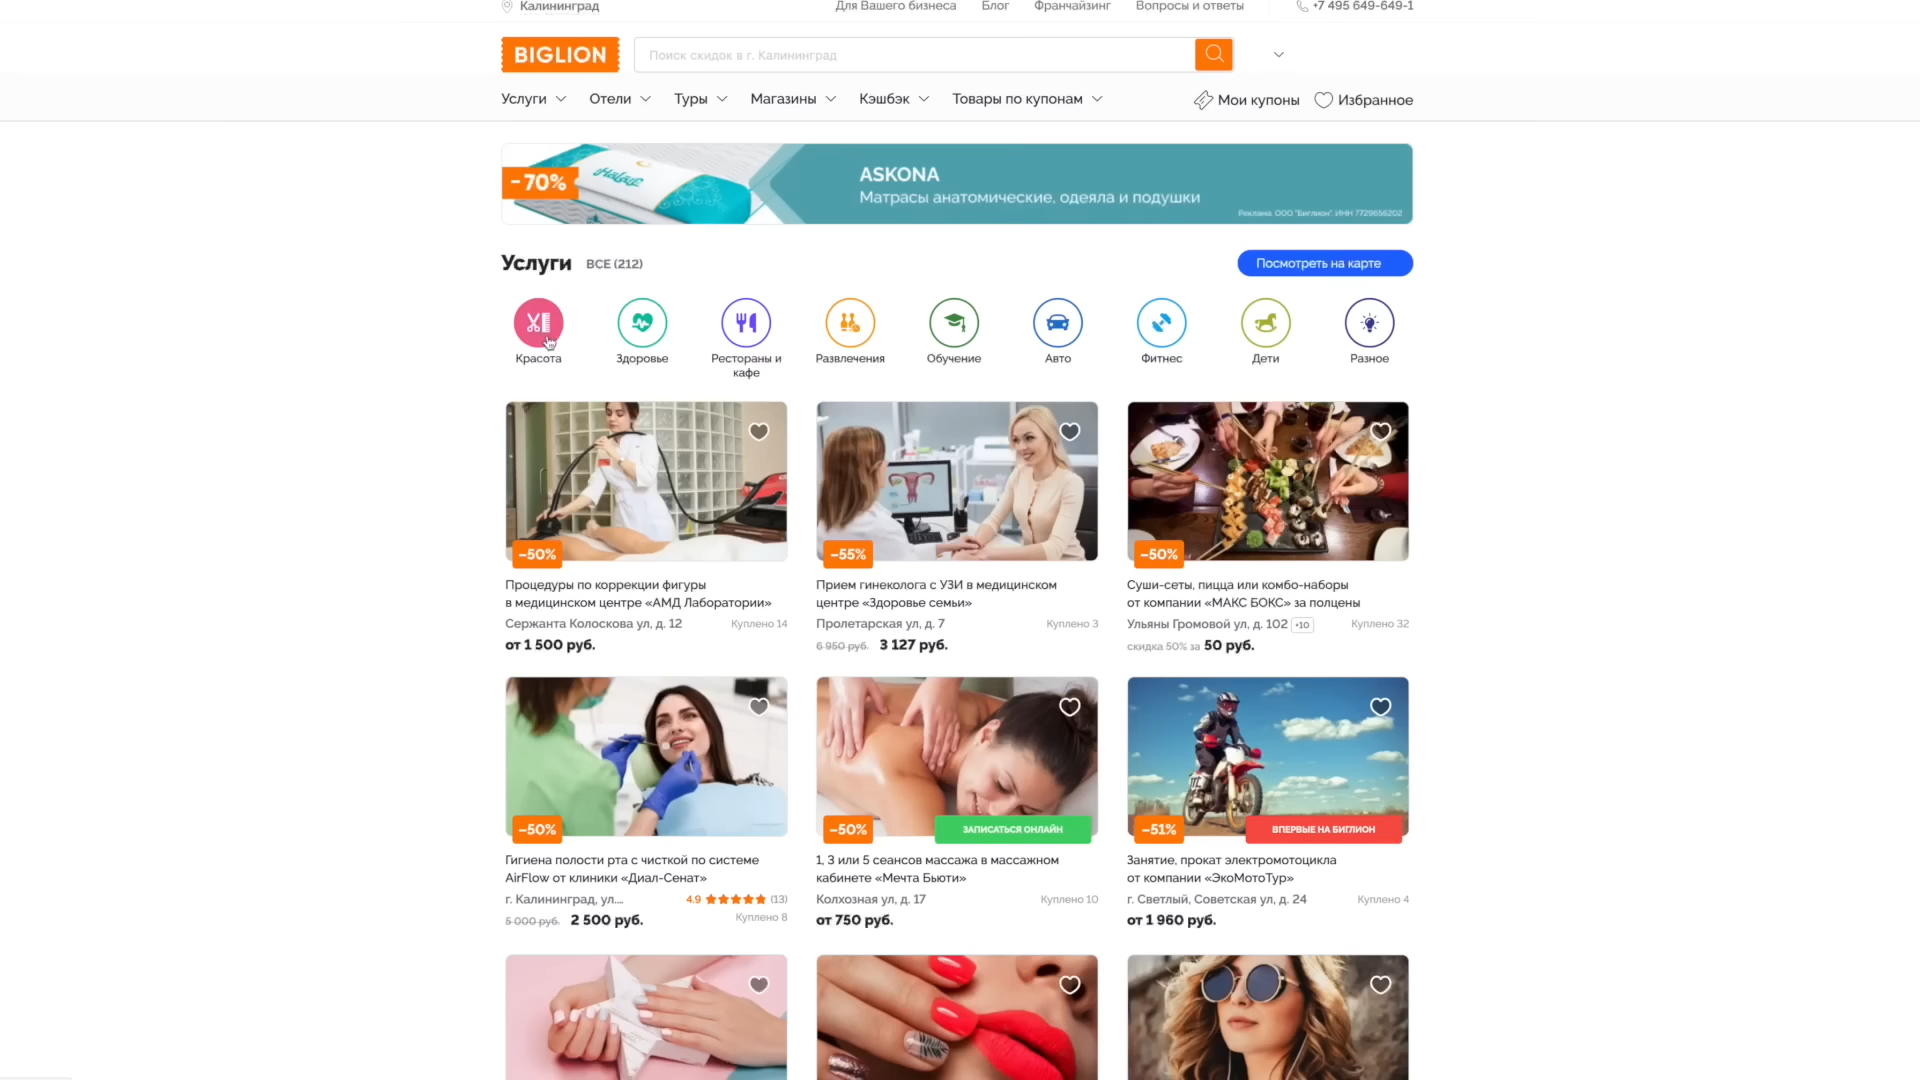 Калининград
Для Вашего бизнеса
Блог
Франчайзинг
Вопросы и ответы
+7 495 649-649-1
BIGLION
Поиск скидок в г. Калининград
Услуги
Отели
Туры
Магазины
Кэшбэк
Товары по купонам
Мои купоны
Избранное
-70%
ASKONA
Матрасы анатомические, одеяла и подушки
Реклама. ООО "Биглион". ИНН 7729656202
Услуги
ВСЕ (212)
Посмотреть на карте
Красота
Здоровье
Рестораны и
кафе
Развлечения
Обучение
Авто
Фитнес
Дети
Разное
–50%
Процедуры по коррекции фигуры
в медицинском центре «АМД Лаборатории»
Сержанта Колоскова ул, д. 12
Куплено 14
от 1 500 руб.
–55%
Прием гинеколога с УЗИ в медицинском
центре «Здоровье семьи»
Пролетарская ул, д. 7
Куплено 3
6 950 руб. 3 127 руб.
–50%
Суши-сеты, пицца или комбо-наборы
от компании «МАКС БОКС» за полцены
Ульяны Громовой ул, д. 102 +10
Куплено 32
скидка 50% за 50 руб.
–50%
Гигиена полости рта с чисткой по системе
AirFlow от клиники «Диал-Сенат»
г. Калининград, ул....
4.9
(13)
5 000 руб. 2 500 руб.
Куплено 8
–50%
ЗАПИСАТЬСЯ ОНЛАЙН
1, 3 или 5 сеансов массажа в массажном
кабинете «Мечта Бьюти»
Колхозная ул, д. 17
Куплено 10
от 750 руб.
–51%
ВПЕРВЫЕ НА БИГЛИОН
Занятие, прокат электромотоцикла
от компании «ЭкоМотоТур»
г. Светлый, Советская ул, д. 24
Куплено 4
от 1 960 руб.